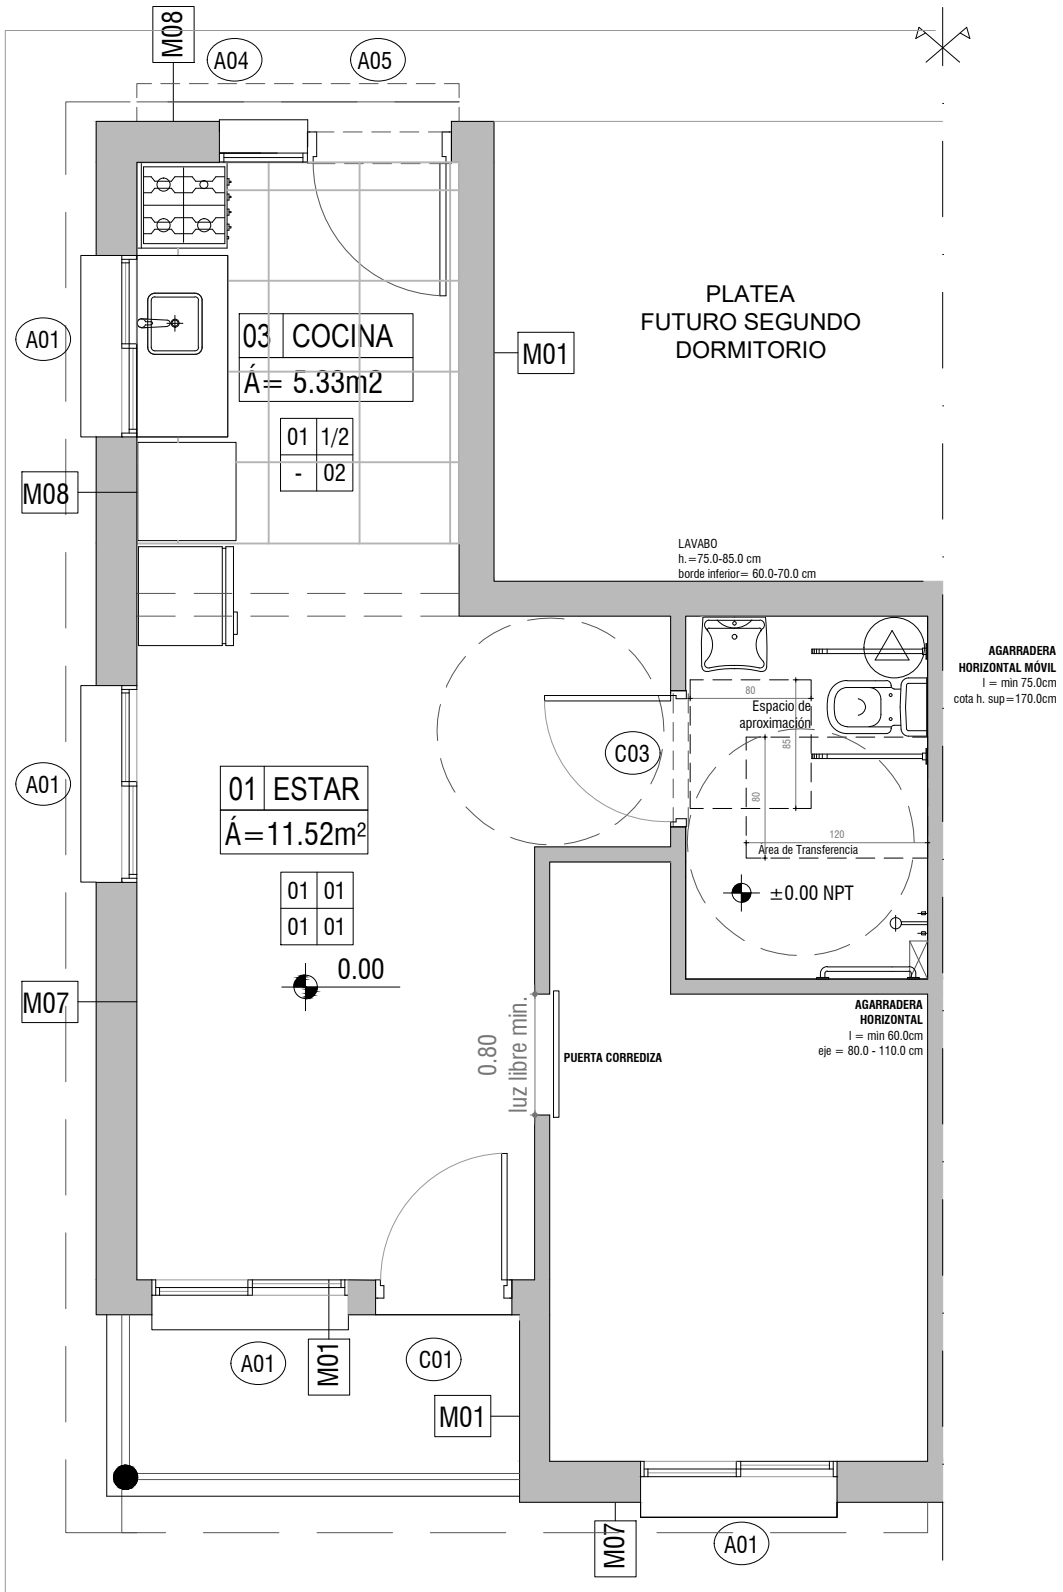 M08
A04
A05
PLATEA
FUTURO SEGUNDO
DORMITORIO
A01
03 COCINA
Á= 5.33m2
M01
01 1/2
- 02
M08
LAVABO
h.=75.0-85.0 cm
borde inferior= 60.0-70.0 cm
AGARRADERA
HORIZONTAL MÓVIL
l = min 75.0cm
cota h. sup=170.0cm
80
Espacio de
aproximación
85
C03
A01
01 ESTAR
Á=11.52m²
80
120
Área de Transferencia
±0.00 NPT
01 01
01 01
0.00
M07
0.80
luz libre min.
PUERTA CORREDIZA
AGARRADERA
HORIZONTAL
l = min 60.0cm
eje = 80.0 - 110.0 cm
A01
M01
C01
M01
M07
A01